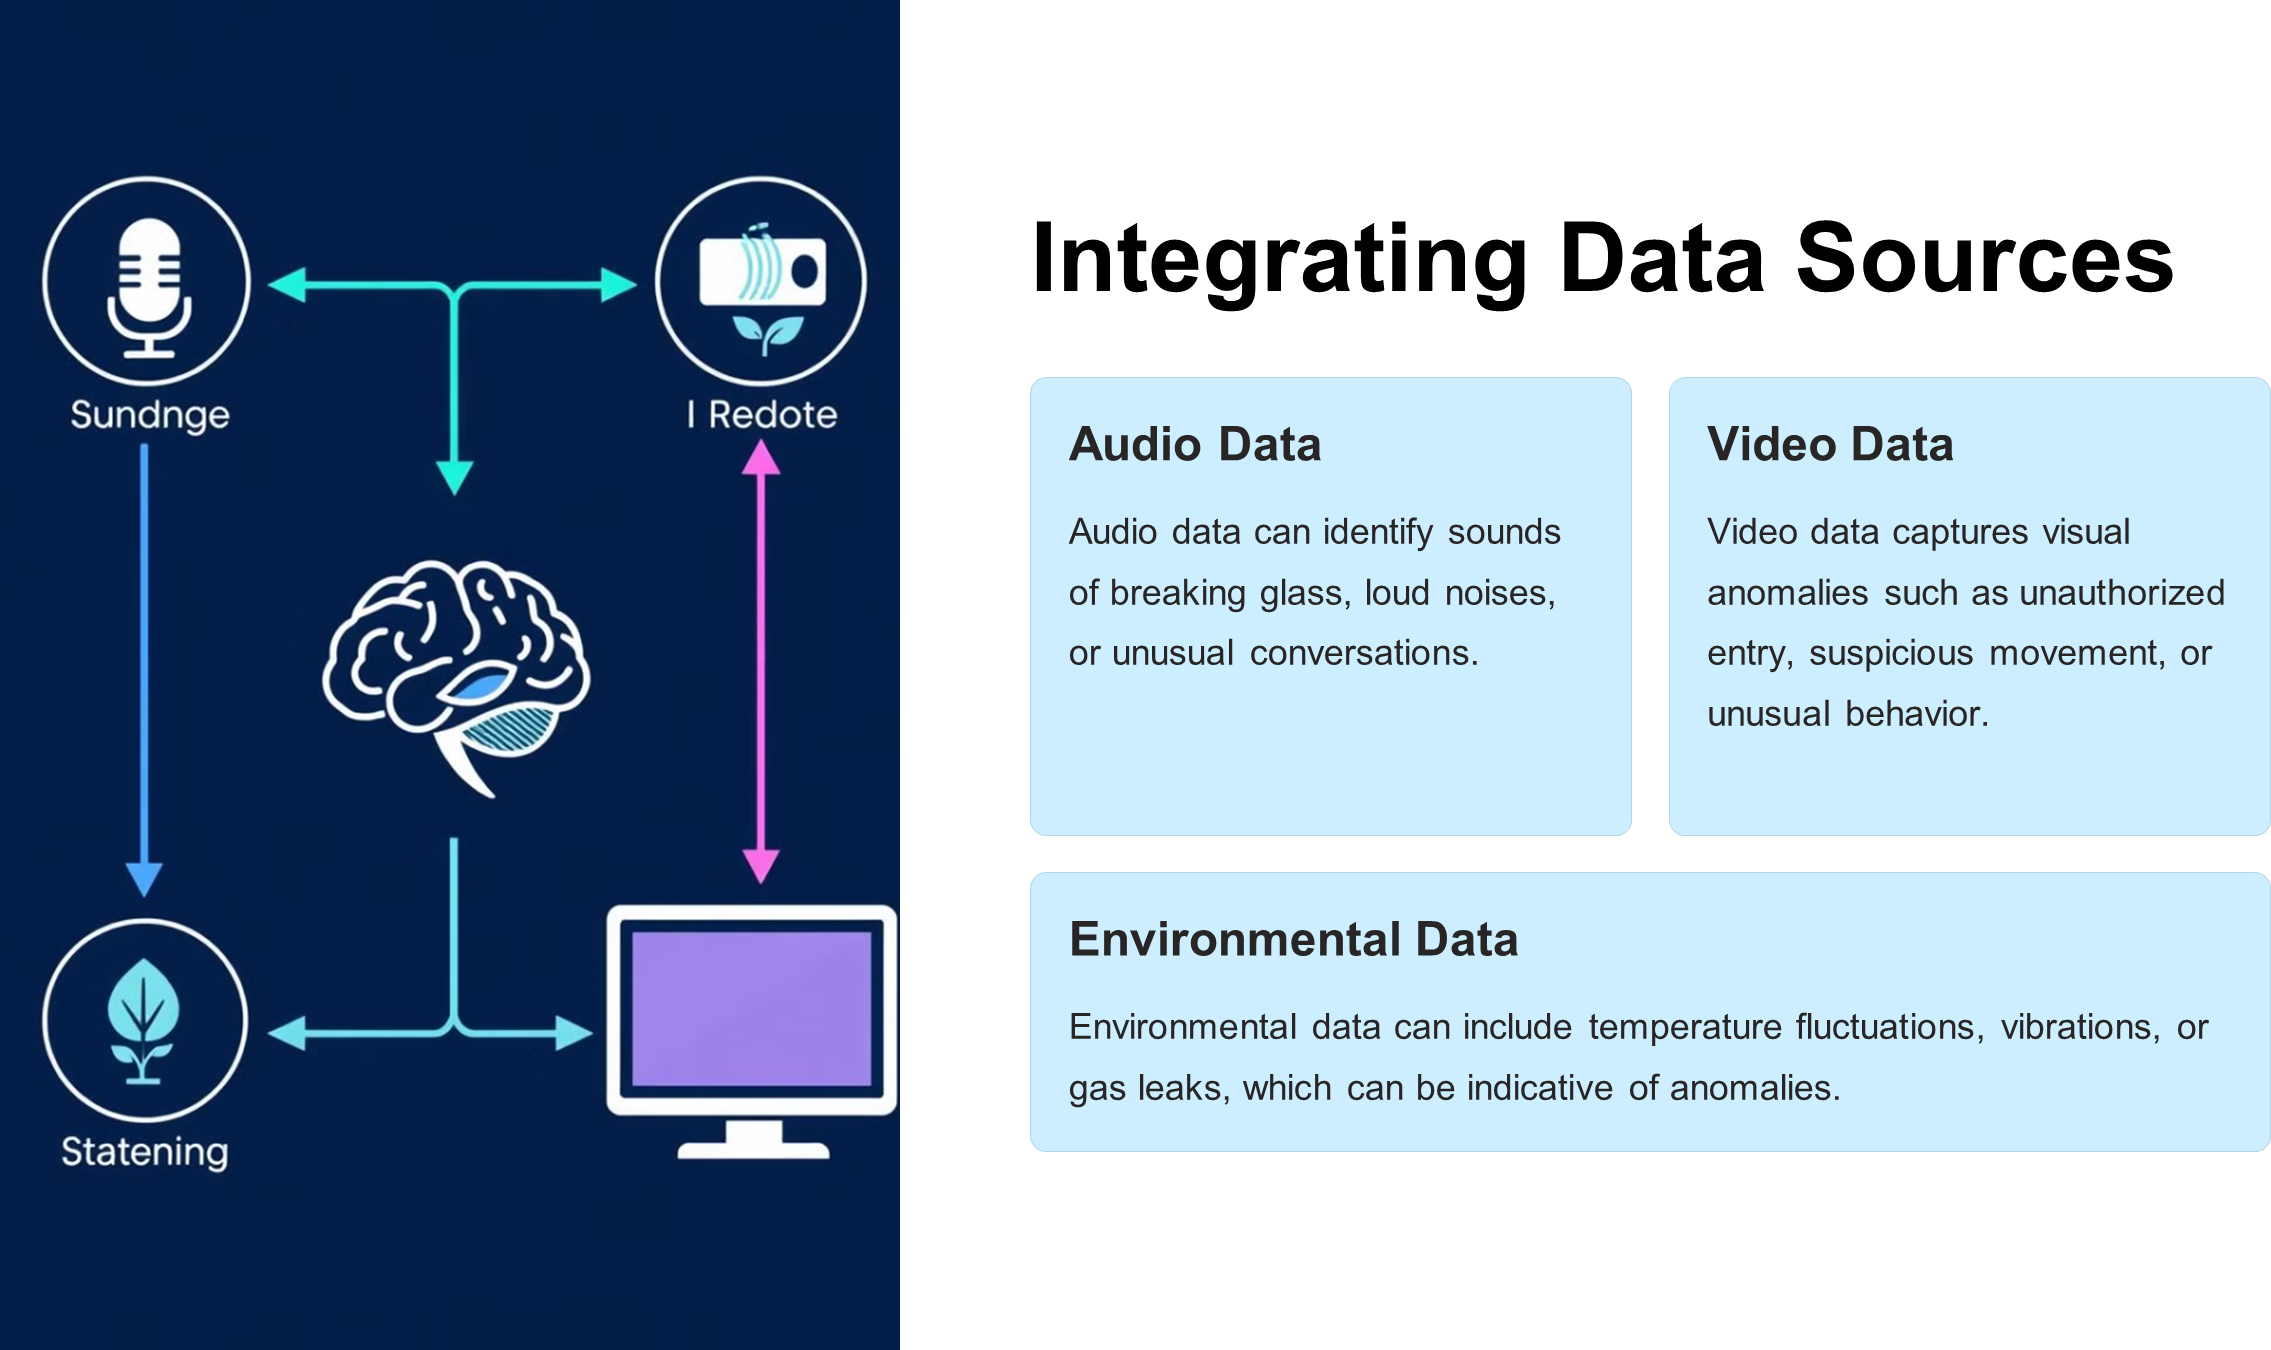 Sundnge
I Redote
Statening
Integrating Data Sources
Audio Data
Audio data can identify sounds
of breaking glass, loud noises,
or unusual conversations.
Video Data
Video data captures visual
anomalies such as unauthorized
entry, suspicious movement, or
unusual behavior.
Environmental Data
Environmental data can include temperature fluctuations, vibrations, or
gas leaks, which can be indicative of anomalies.